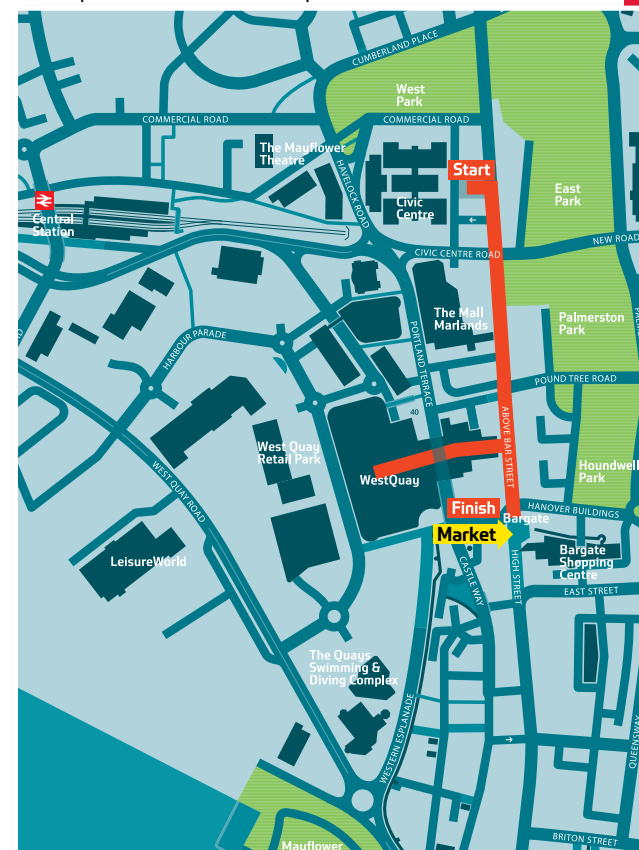 CUMBERLAND PLACE
West
Park
COMMERCIAL ROAD
COMMERCIAL ROAD
The Mayflower
Theatre
HAVELOCK ROAD
Start
East
Park
Civic
Centre
Central
Station
←
NEW ROAD
CIVIC CENTRE ROAD
The Mall
Marlands
Palmerston
Park
HARBOUR PARADE
PORTLAND TERRACE
POUND TREE ROAD
40
ABOVE BAR STREET
West Quay
Retail Park
WestQuay
Houndwell
Park
WEST QUAY ROAD
Finish
HANOVER BUILDINGS
Bargate
Market
LeisureWorld
Bargate
Shopping
Centre
CASTLE WAY
HIGH STREET
EAST STREET
The Quays
Swimming &
Diving Complex
WESTERN ESPLANADE
QUEENSWAY
→
BRITON STREET
Mayflower